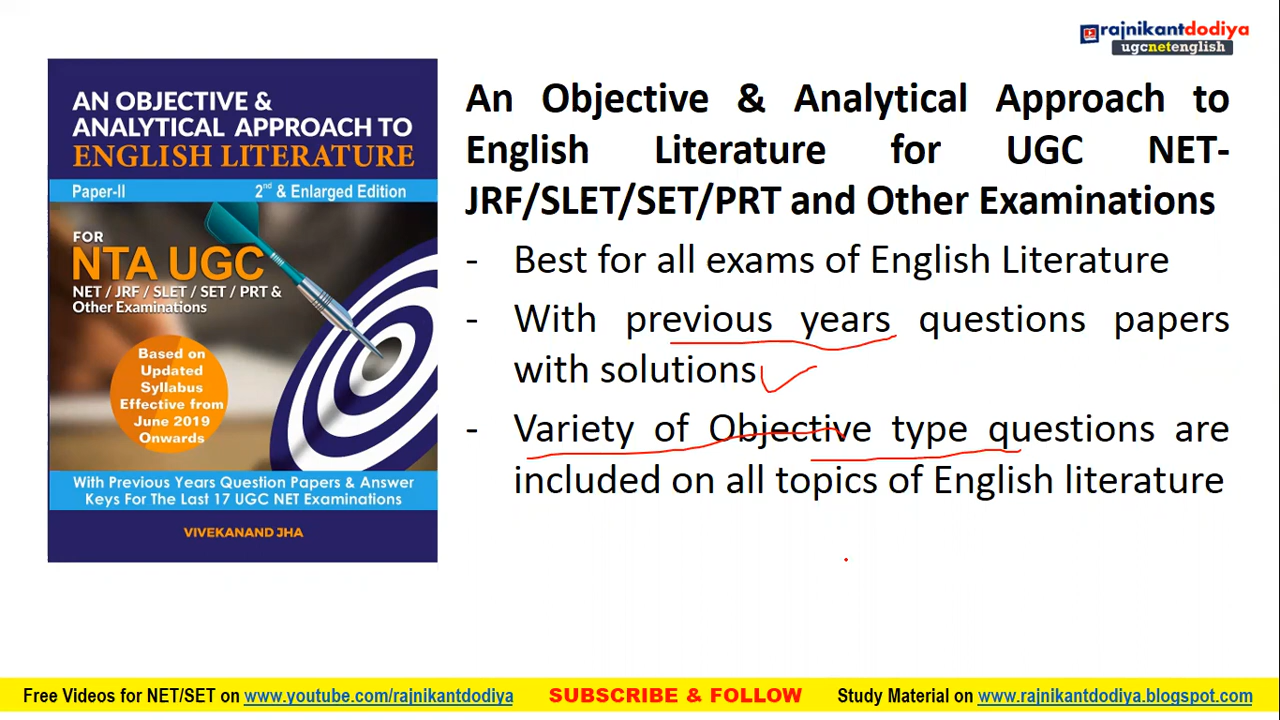 rajnikantdodiya
ugcnetenglish
AN OBJECTIVE &
ANALYTICAL APPROACH TO
ENGLISH LITERATURE
Paper-II 2nd & Enlarged Edition
FOR
NTA UGC
NET / JRF / SLET / SET / PRT &
Other Examinations
Based on
Updated
Syllabus
Effective from
June 2019
Onwards
With Previous Years Question Papers & Answer
Keys For The Last 17 UGC NET Examinations
VIVEKANAND JHA
An Objective & Analytical Approach to
English Literature for UGC NET-
JRF/SLET/SET/PRT and Other Examinations
- Best for all exams of English Literature
- With previous years questions papers
with solutions
- Variety of Objective type questions are
included on all topics of English literature
Free Videos for NET/SET on www.youtube.com/rajnikantdodiya SUBSCRIBE & FOLLOW Study Material on www.rajnikantdodiya.blogspot.com